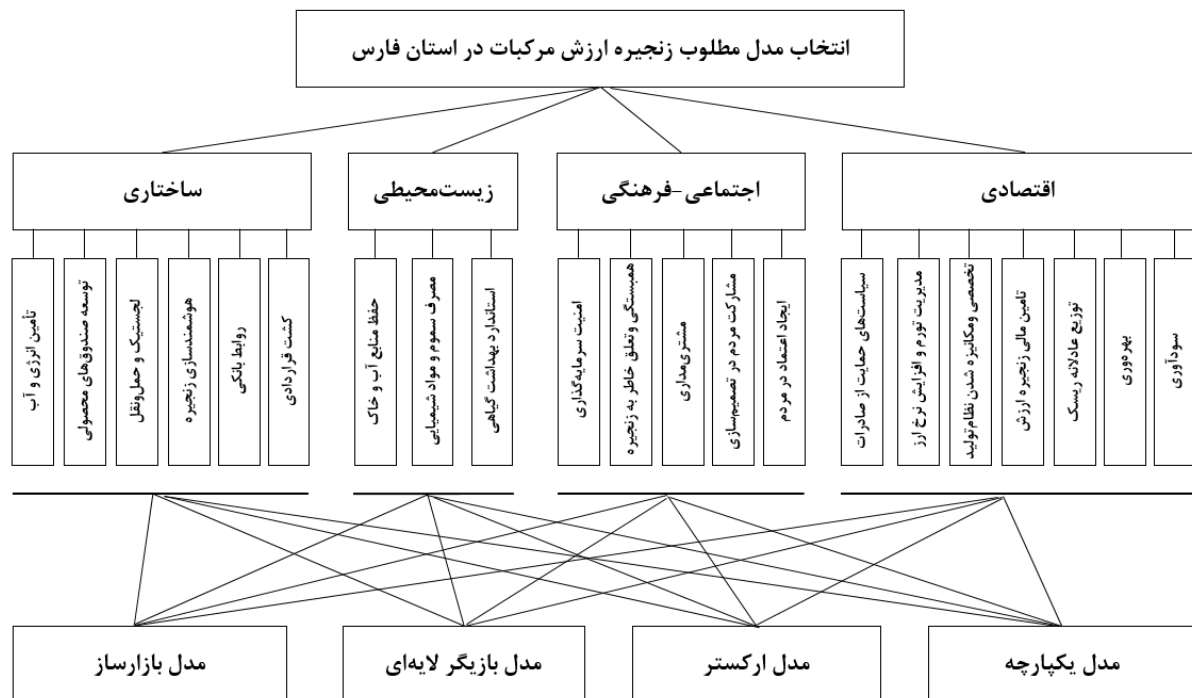 انتخاب مدل مطلوب زنجیره ارزش مرکبات در استان فارس
اقتصادی
اجتماعی -فرهنگی
زیست‌محیطی
ساختاری
سودآوری
بهره‌وری
توزیع عادلانه ریسک
تامین مالی زنجیره ارزش
تخصصی ومکانیزه شدن نظام‌تولید
مدیریت تورم و افزایش نرخ ارز
سیاست‌های حمایت از صادرات
ایجاد اعتماد در مردم
مشارکت مردم در تصمیم‌سازی
مشتری‌مداری
همبستگی وتعلق خاطر به زنجیره
امنیت سرمایه‌گذاری
استاندارد بهداشت گیاهی
مصرف سموم و مواد شیمیایی
حفظ منابع آب و خاک
کشت قراردادی
روابط بانکی
هوشمندسازی زنجیره
لجستیک و حمل‌ونقل
توسعه صندوق‌های محصولی
تأمین انرژی و آب
مدل یکپارچه
مدل ارکستر
مدل بازیگر لایه‌ای
مدل بازارساز